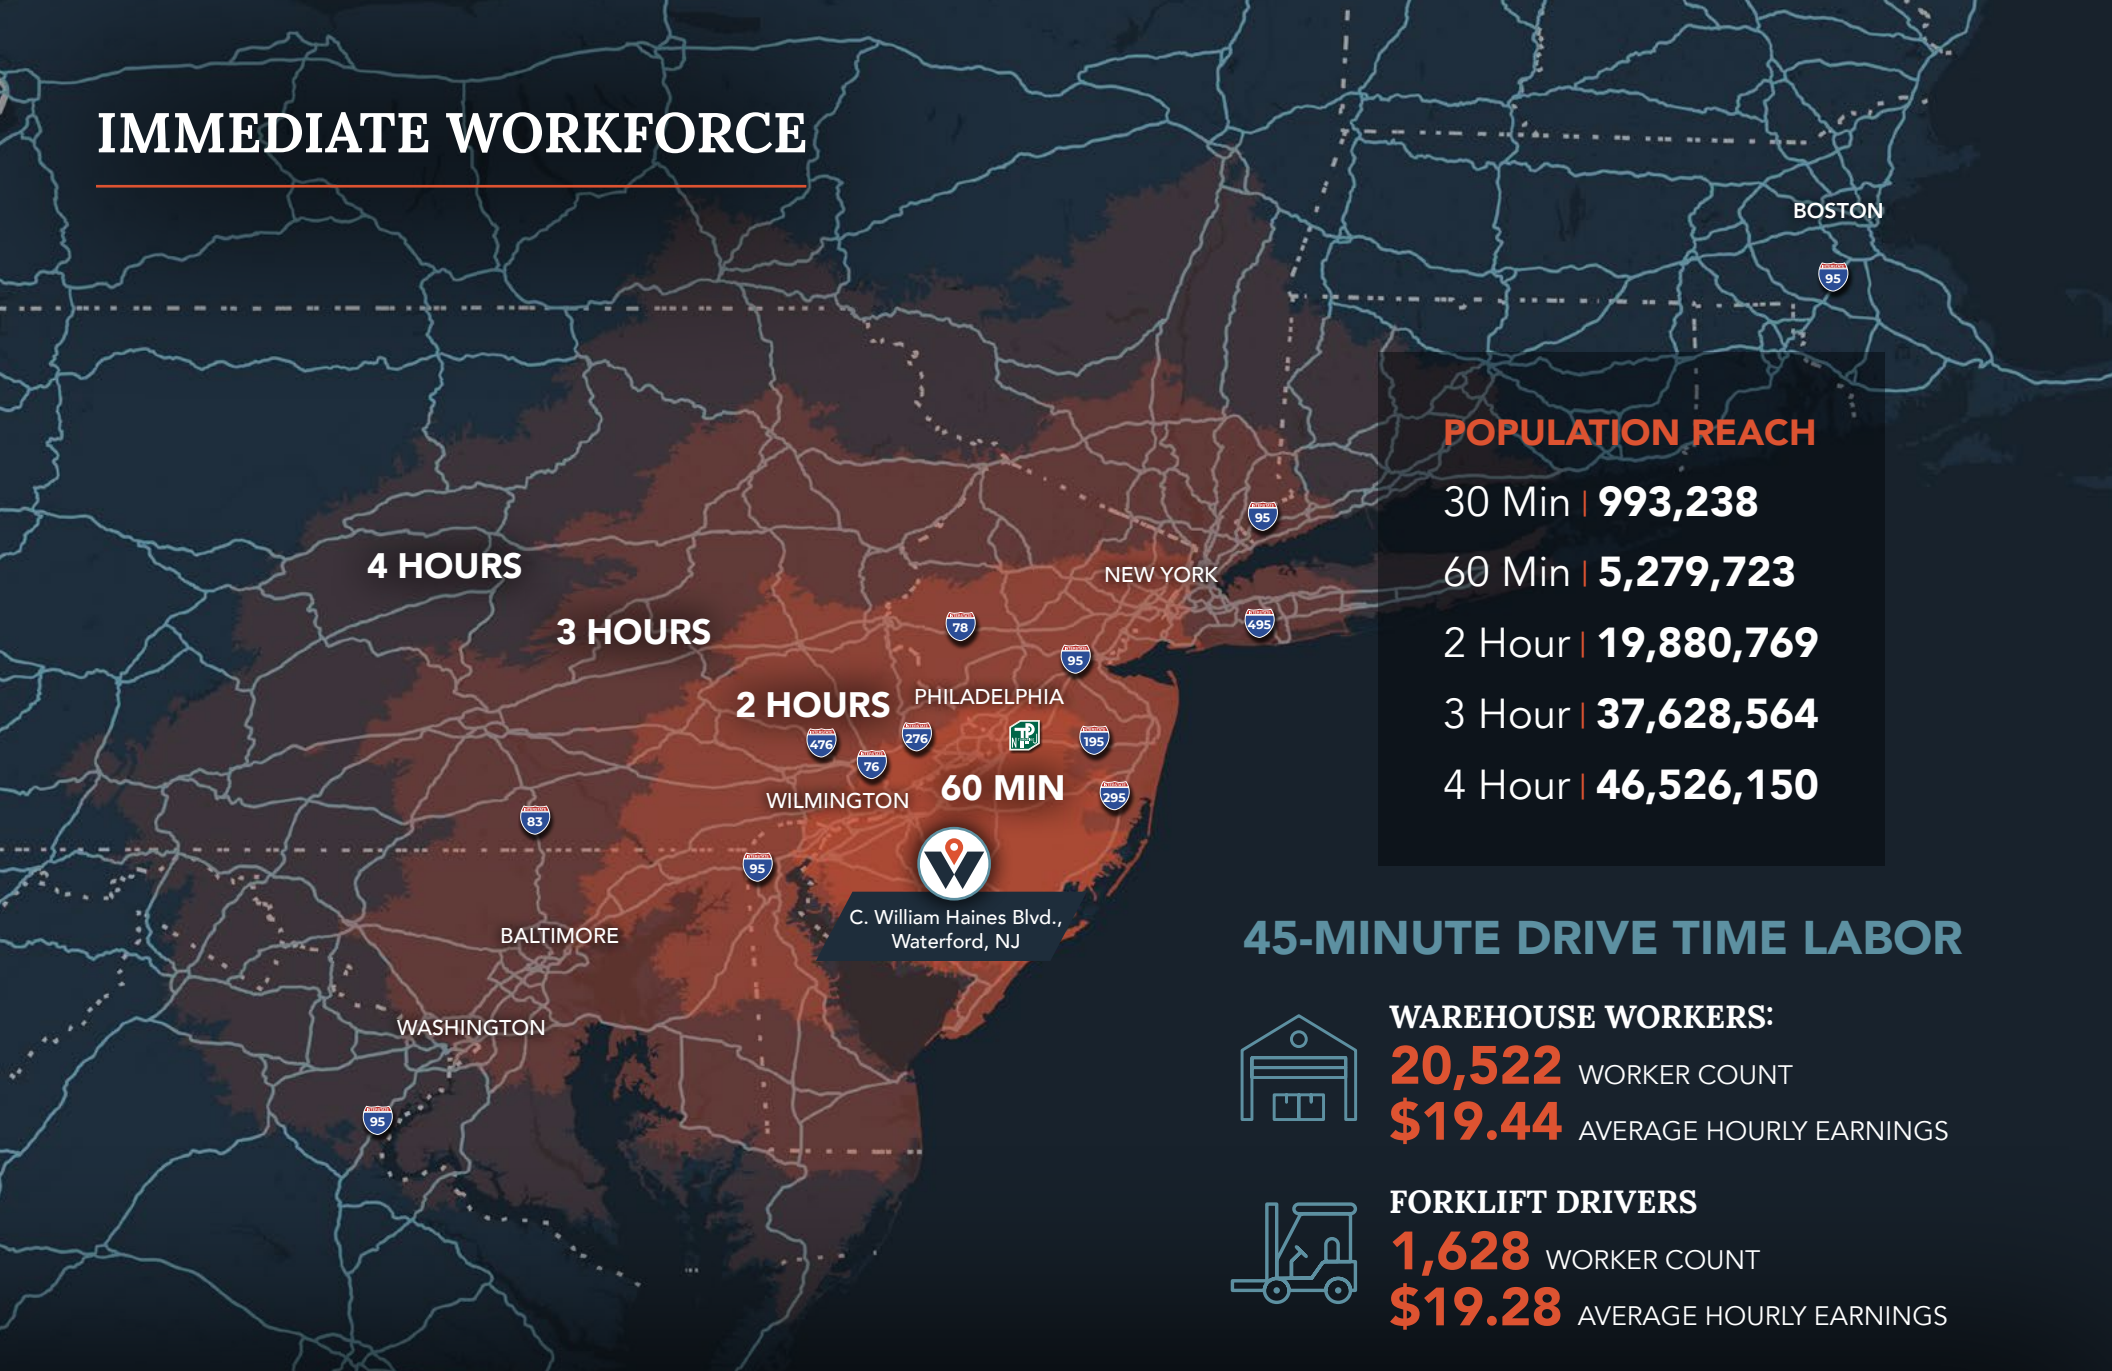 IMMEDIATE WORKFORCE
BOSTON
95
POPULATION REACH
30 Min | 993,238
60 Min | 5,279,723
2 Hour | 19,880,769
3 Hour | 37,628,564
4 Hour | 46,526,150
95
4 HOURS
NEW YORK
3 HOURS
78
495
95
2 HOURS
PHILADELPHIA
476
276
195
76
60 MIN
WILMINGTON
295
83
95
C. William Haines Blvd.,
Waterford, NJ
BALTIMORE
WASHINGTON
95
45-MINUTE DRIVE TIME LABOR
WAREHOUSE WORKERS:
20,522 WORKER COUNT
$19.44 AVERAGE HOURLY EARNINGS
FORKLIFT DRIVERS
1,628 WORKER COUNT
$19.28 AVERAGE HOURLY EARNINGS